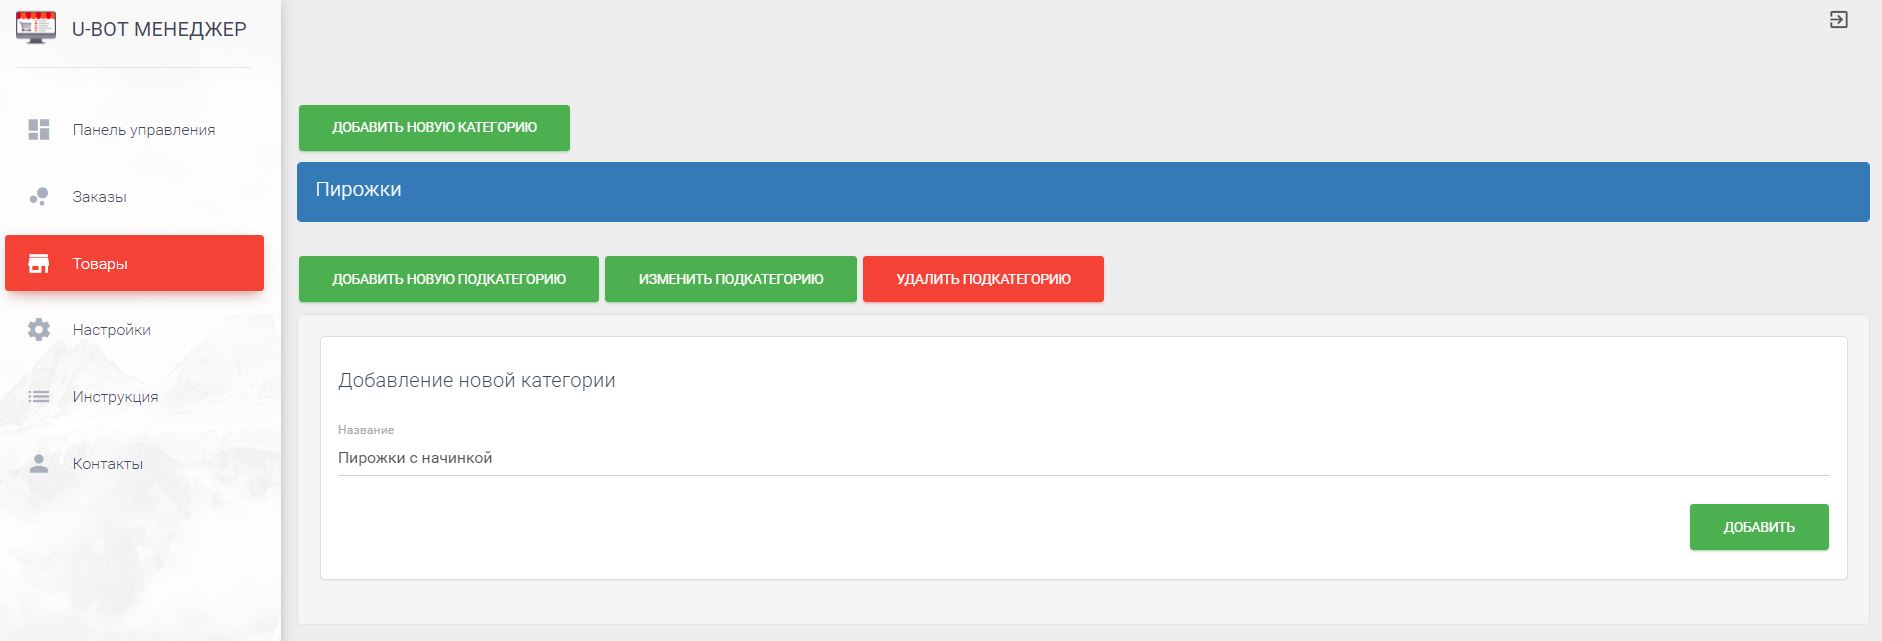 U-BOT МЕНЕДЖЕР
Панель управления
Заказы
Товары
Настройки
Инструкция
Контакты
ДОБАВИТЬ НОВУЮ КАТЕГОРИЮ
Пирожки
ДОБАВИТЬ НОВУЮ ПОДКАТЕГОРИЮ ИЗМЕНИТЬ ПОДКАТЕГОРИЮ УДАЛИТЬ ПОДКАТЕГОРИЮ
Добавление новой категории
Название
Пирожки с начинкой
ДОБАВИТЬ